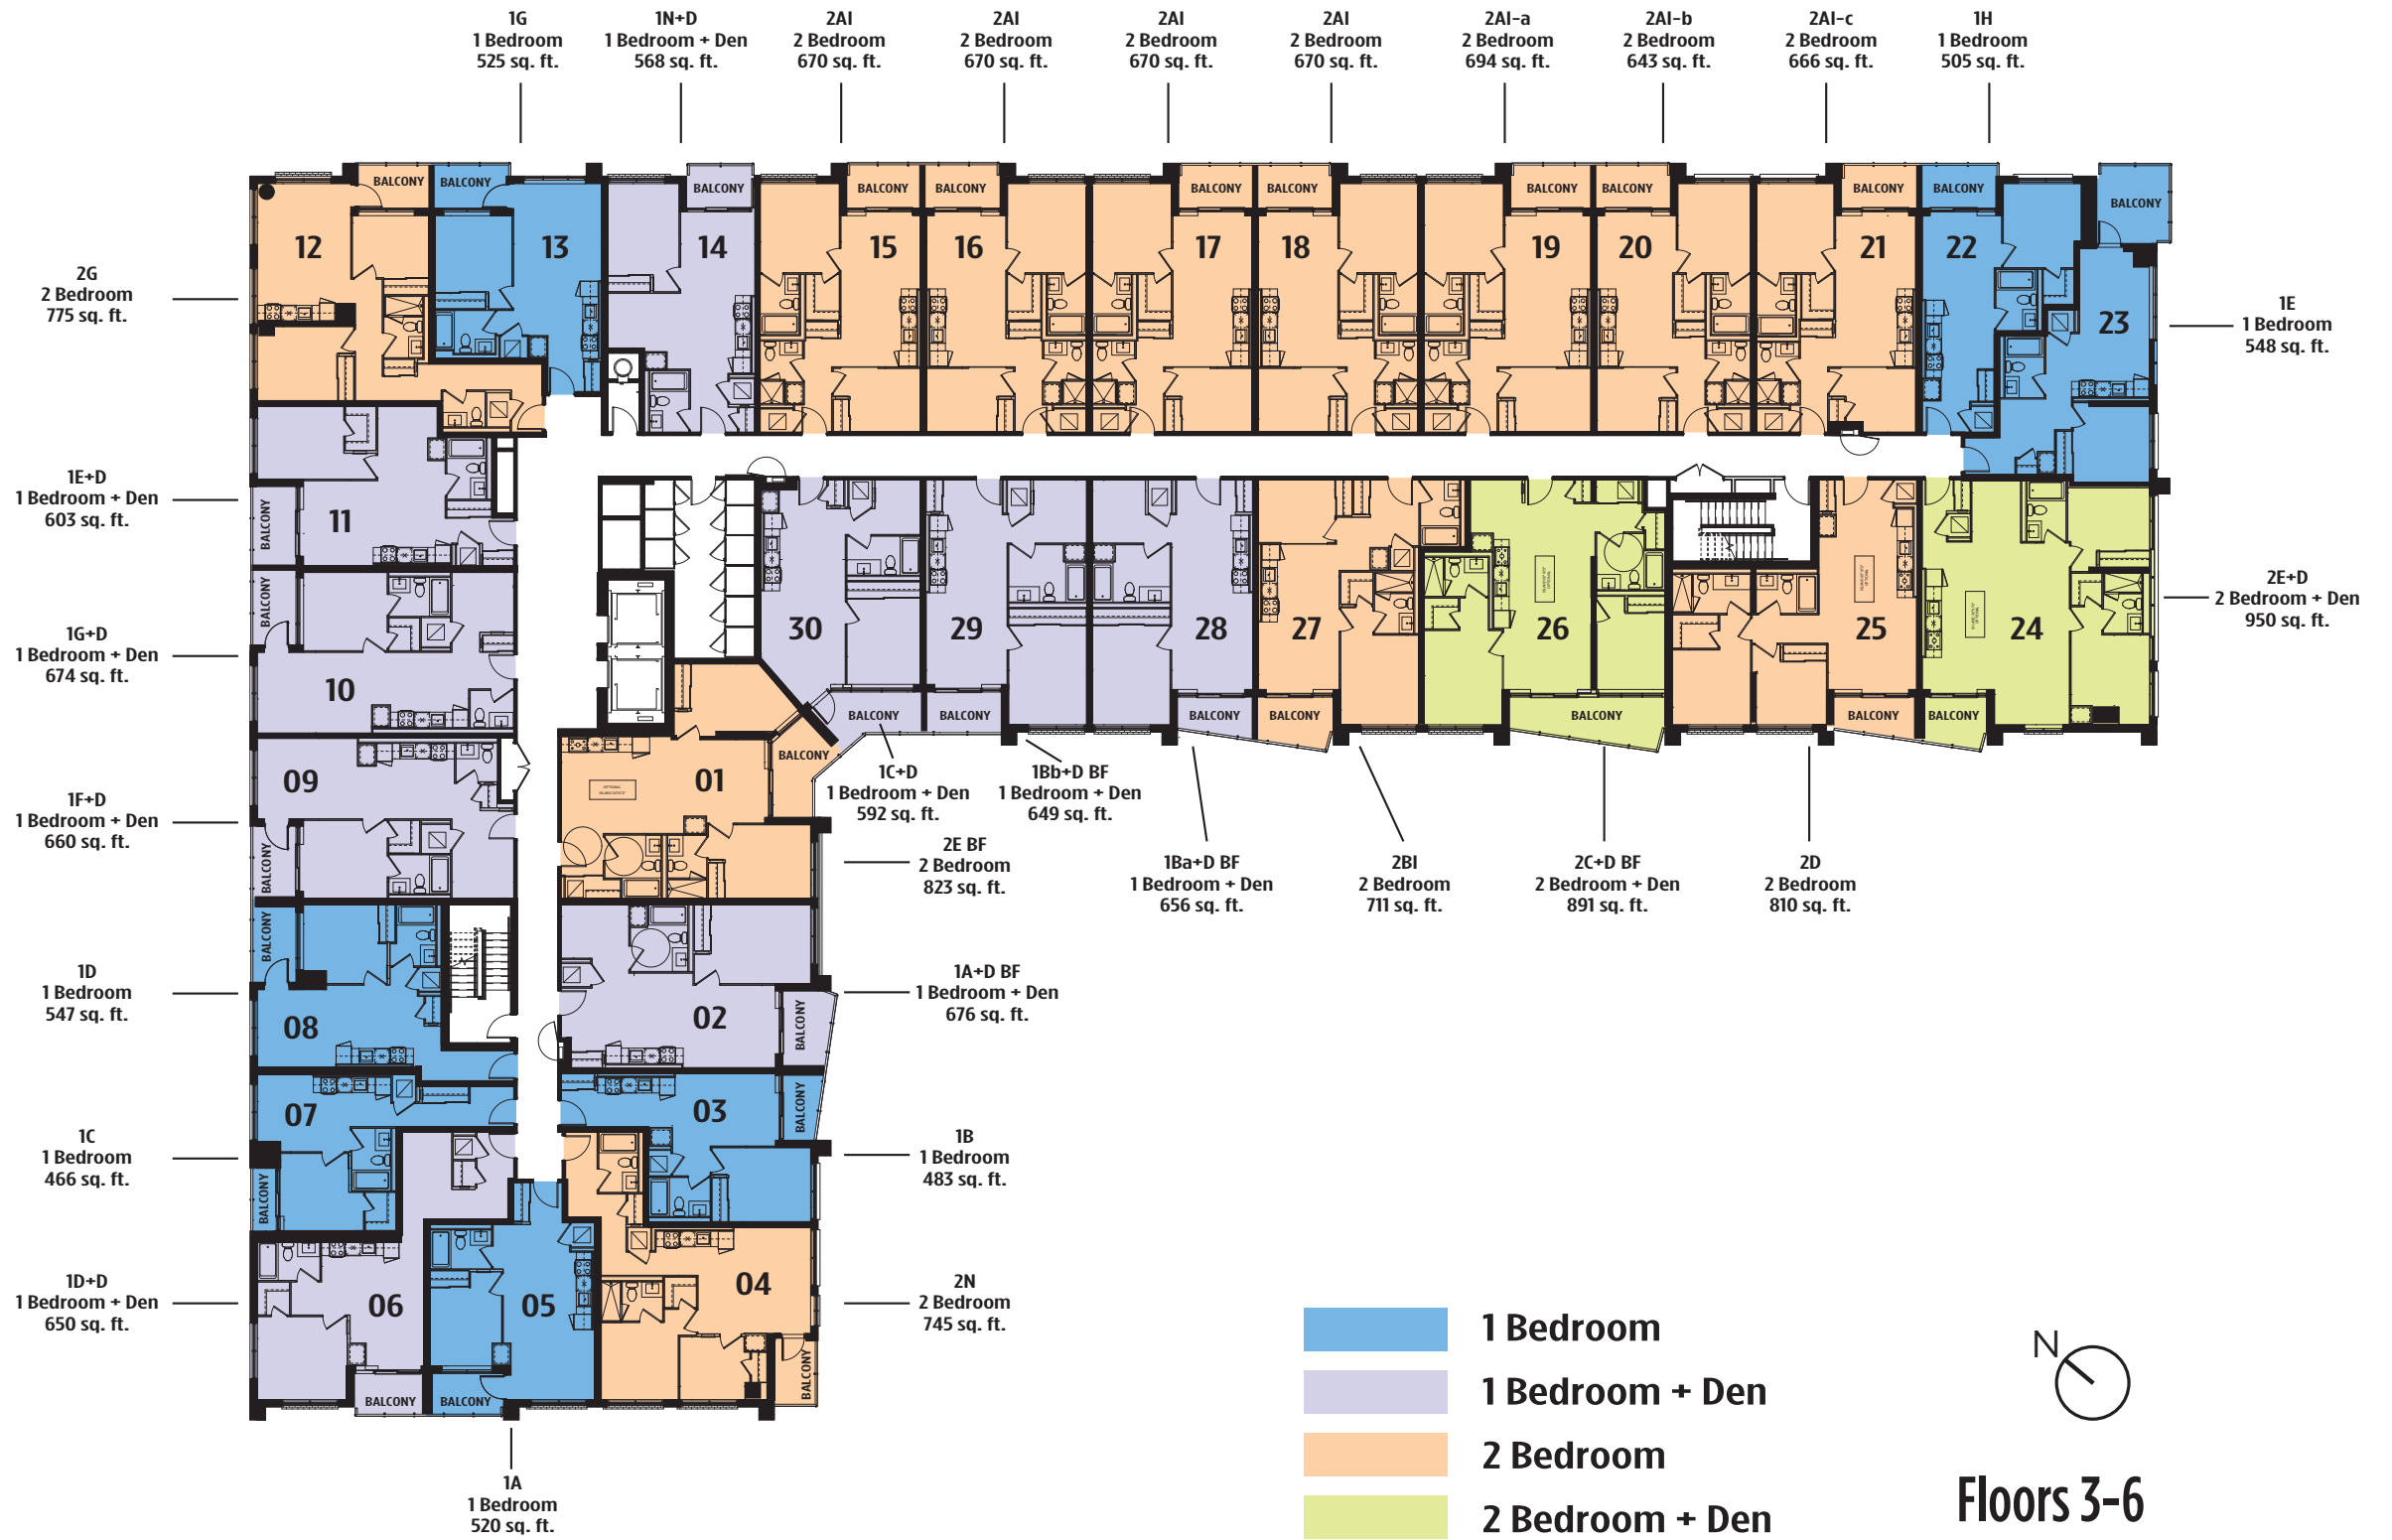 1G
1 Bedroom
525 sq. ft.
1N+D
1 Bedroom + Den
568 sq. ft.
2AI
2 Bedroom
670 sq. ft.
2AI
2 Bedroom
670 sq. ft.
2AI
2 Bedroom
670 sq. ft.
2AI
2 Bedroom
670 sq. ft.
2AI-a
2 Bedroom
694 sq. ft.
2AI-b
2 Bedroom
643 sq. ft.
2AI-c
2 Bedroom
666 sq. ft.
1H
1 Bedroom
505 sq. ft.
BALCONY
BALCONY
BALCONY
BALCONY
BALCONY
BALCONY
BALCONY
BALCONY
BALCONY
BALCONY
BALCONY
BALCONY
12
13
14
15
16
17
18
19
20
21
22
23
2G
2 Bedroom
775 sq. ft.
1E
1 Bedroom
548 sq. ft.
1E+D
1 Bedroom + Den
603 sq. ft.
BALCONY
11
BALCONY
1G+D
1 Bedroom + Den
674 sq. ft.
10
30
29
28
27
26
25
24
2E+D
2 Bedroom + Den
950 sq. ft.
BALCONY
BALCONY
BALCONY
BALCONY
BALCONY
BALCONY
BALCONY
BALCONY
09
01
1F+D
1 Bedroom + Den
660 sq. ft.
BALCONY
1C+D
1 Bedroom + Den
592 sq. ft.
1Bb+D BF
1 Bedroom + Den
649 sq. ft.
2E BF
2 Bedroom
823 sq. ft.
1Ba+D BF
1 Bedroom + Den
656 sq. ft.
2BI
2 Bedroom
711 sq. ft.
2C+D BF
2 Bedroom + Den
891 sq. ft.
2D
2 Bedroom
810 sq. ft.
BALCONY
1D
1 Bedroom
547 sq. ft.
08
02
BALCONY
1A+D BF
1 Bedroom + Den
676 sq. ft.
07
03
BALCONY
1C
1 Bedroom
466 sq. ft.
BALCONY
1B
1 Bedroom
483 sq. ft.
1D+D
1 Bedroom + Den
650 sq. ft.
06
05
04
2N
2 Bedroom
745 sq. ft.
BALCONY
BALCONY
BALCONY
1A
1 Bedroom
520 sq. ft.
1 Bedroom
1 Bedroom + Den
2 Bedroom
2 Bedroom + Den
N
Floors 3-6